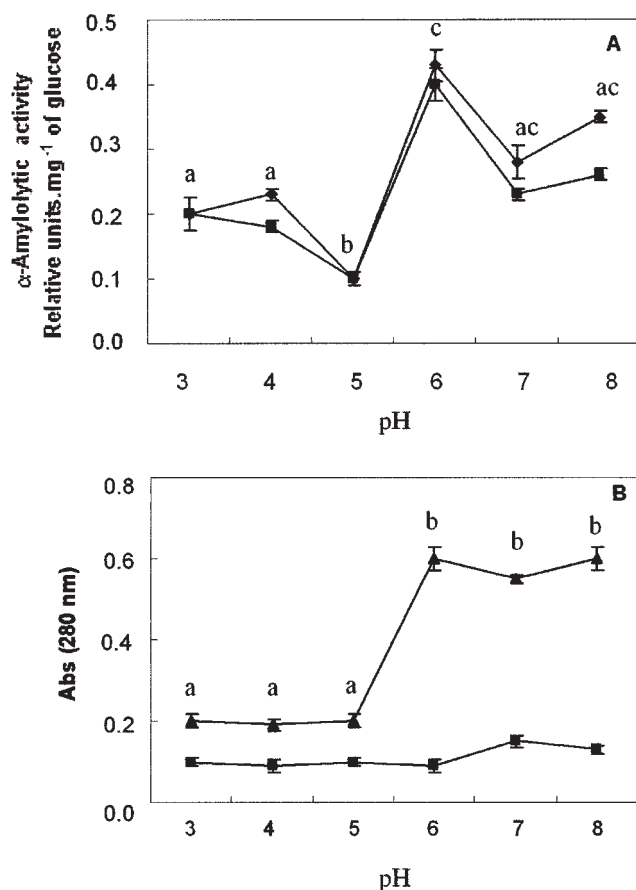 A
α-Amylolytic activity
Relative units.mg⁻¹ of glucose
0.5
0.4
0.3
0.2
0.1
0.0
a
a
b
c
ac
ac
3 4 5 6 7 8
pH
B
Abs (280 nm)
0.8
0.6
0.4
0.2
0.0
a
a
a
b
b
b
3 4 5 6 7 8
pH